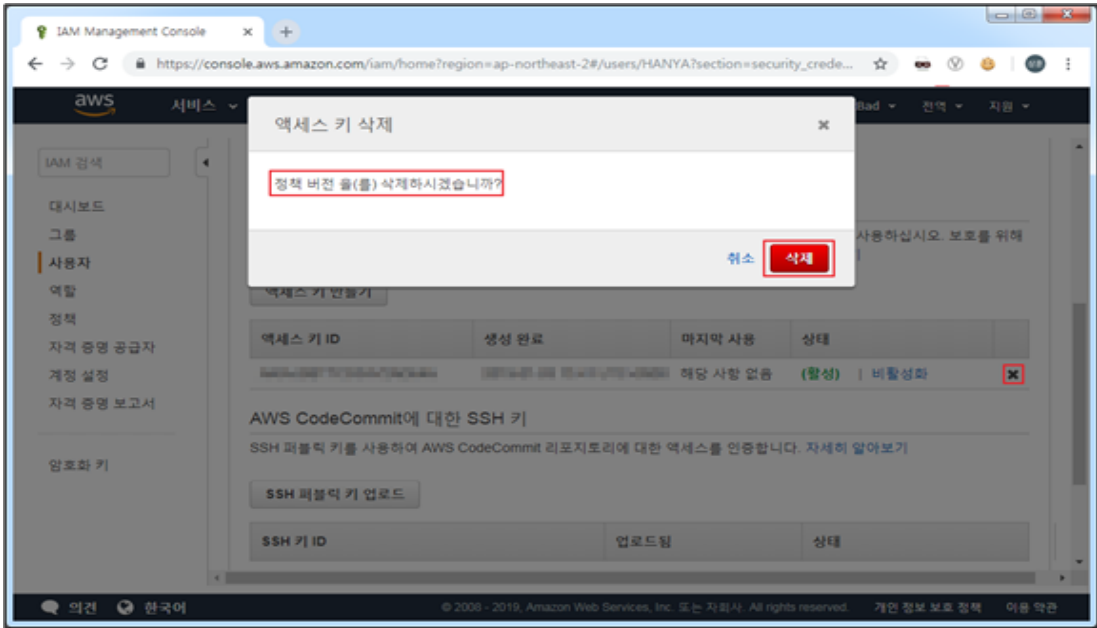 IAM Management Console
https://console.aws.amazon.com/iam/home?region=ap-northeast-2#/users/HANYA?section=security_crede...
aws 서비스 Bad 전역 지원
액세스 키 삭제
정책 버전 을(를) 삭제하시겠습니까?
취소 삭제
IAM 검색
대시보드
그룹
사용자
역할
정책
자격 증명 공급자
계정 설정
자격 증명 보고서
암호화 키
사용하십시오. 보호를 위해
액세스 키 만들기
액세스 키 ID 생성 완료 마지막 사용 상태
해당 사항 없음 (활성) | 비활성화
AWS CodeCommit에 대한 SSH 키
SSH 퍼블릭 키를 사용하여 AWS CodeCommit 리포지토리에 대한 액세스를 인증합니다. 자세히 알아보기
SSH 퍼블릭 키 업로드
SSH 키 ID 업로드됨 상태
의견 한국어 © 2008 - 2019, Amazon Web Services, Inc. 또는 자회사. All rights reserved. 개인 정보 보호 정책 이용 약관